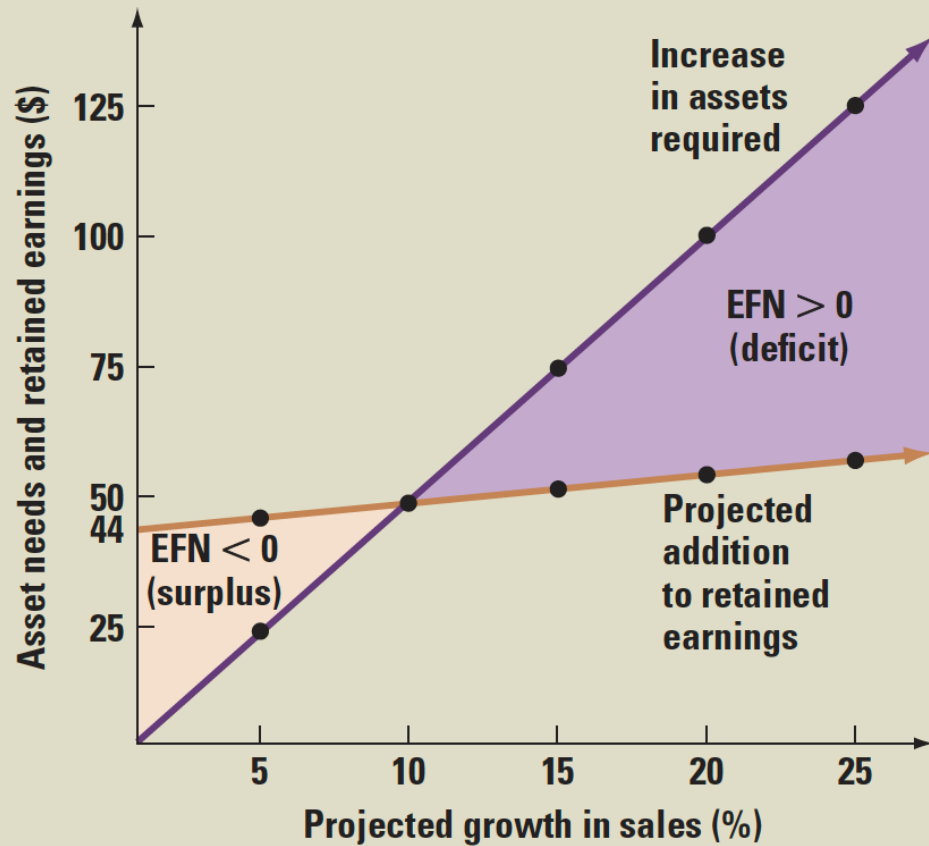 Asset needs and retained earnings ($)
125
100
75
50
44
25
Increase
in assets
required
EFN > 0
(deficit)
EFN < 0
(surplus)
Projected
addition
to retained
earnings
5
10
15
20
25
Projected growth in sales (%)